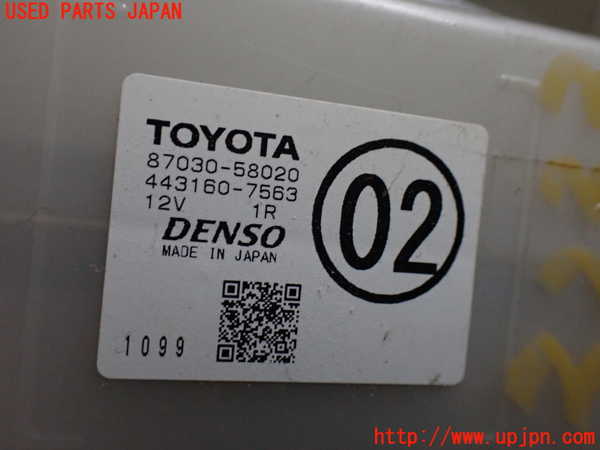 USED PARTS JAPAN
TOYOTA
87030-58020
443160-7563
12V 1R
DENSO
MADE IN JAPAN
02
1099
http://www.upjpn.com/